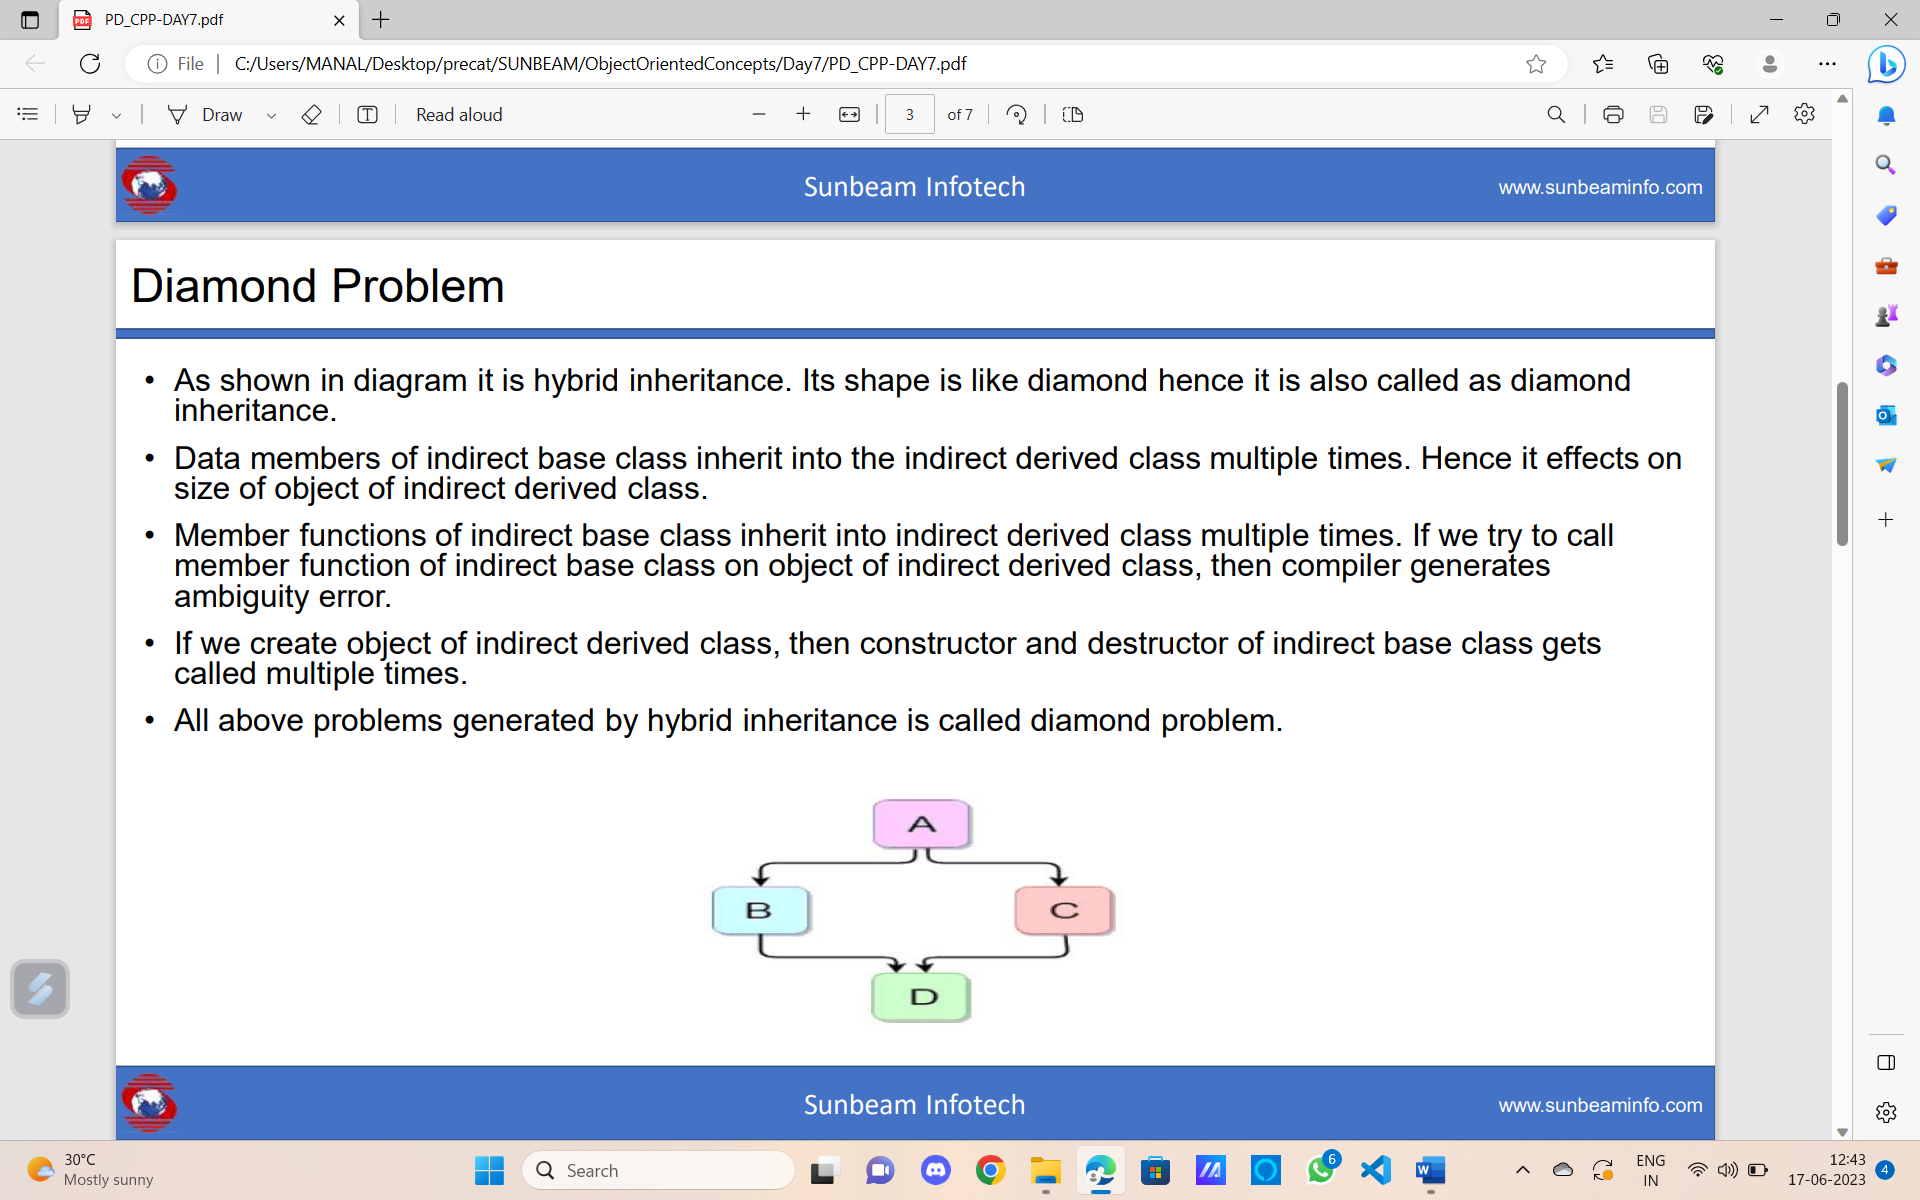 PD_CPP-DAY7.pdf
File
C:/Users/MANAL/Desktop/precat/SUNBEAM/ObjectOrientedConcepts/Day7/PD_CPP-DAY7.pdf
Draw
Read aloud
3
of 7
Sunbeam Infotech
www.sunbeaminfo.com
Diamond Problem
• As shown in diagram it is hybrid inheritance. Its shape is like diamond hence it is also called as diamond
inheritance.
• Data members of indirect base class inherit into the indirect derived class multiple times. Hence it effects on
size of object of indirect derived class.
• Member functions of indirect base class inherit into indirect derived class multiple times. If we try to call
member function of indirect base class on object of indirect derived class, then compiler generates
ambiguity error.
• If we create object of indirect derived class, then constructor and destructor of indirect base class gets
called multiple times.
• All above problems generated by hybrid inheritance is called diamond problem.
A
B
C
D
Sunbeam Infotech
www.sunbeaminfo.com
30°C
Mostly sunny
Search
6
ENG
IN
12:43
17-06-2023
4